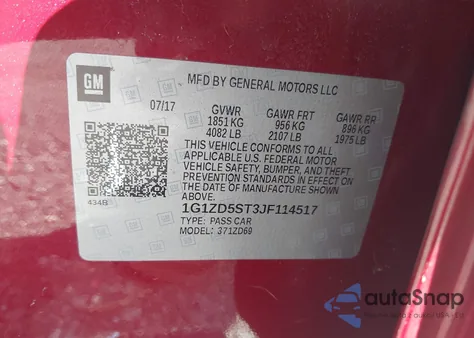 GM
MFD BY GENERAL MOTORS LLC
07/17 GVWR GAWR FRT GAWR RR
1851 KG 956 KG 896 KG
4082 LB 2107 LB 1975 LB
THIS VEHICLE CONFORMS TO ALL
APPLICABLE U.S. FEDERAL MOTOR
VEHICLE SAFETY, BUMPER, AND THEFT
PREVENTION STANDARDS IN EFFECT
ON THE DATE OF MANUFACTURE
SHOWN ABOVE.
434B
1G1ZD5ST3JF114517
TYPE: PASS CAR
MODEL: 371ZD69
autoSnap